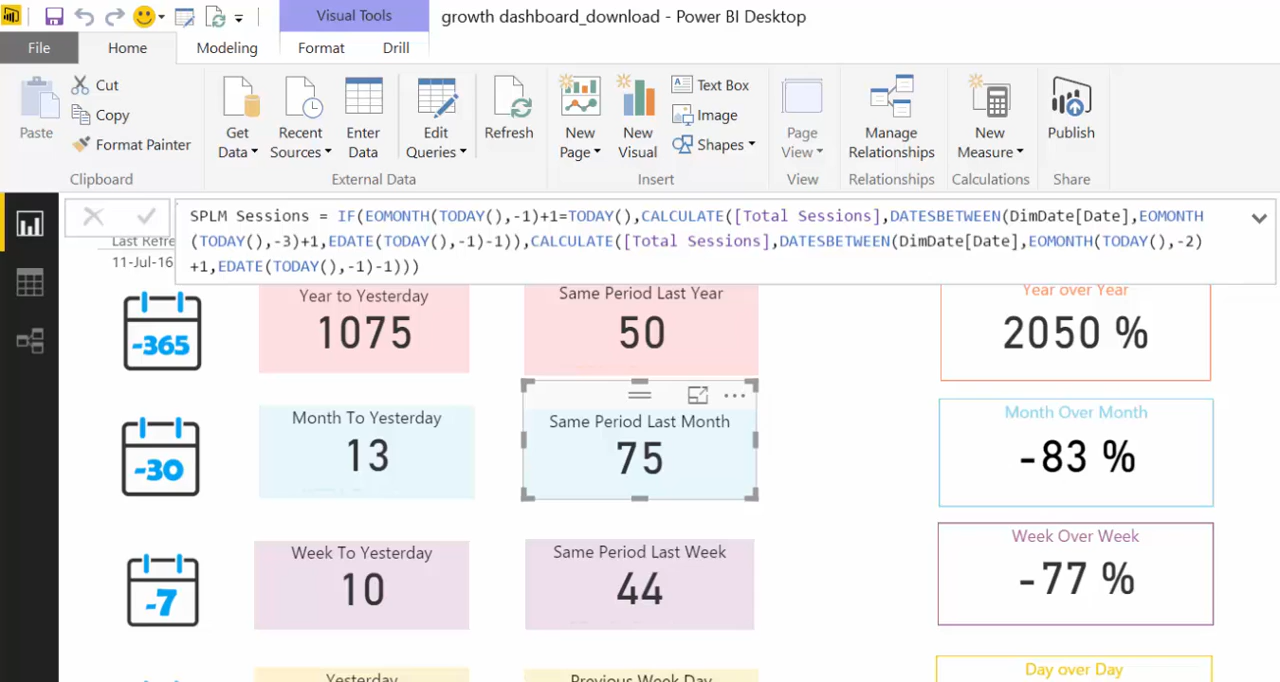 Visual Tools
growth dashboard_download - Power BI Desktop
File
Home
Modeling
Format
Drill
Paste
Cut
Copy
Format Painter
Clipboard
Get
Data
Recent
Sources
Enter
Data
Edit
Queries
External Data
Refresh
New
Page
New
Visual
Text Box
Image
Shapes
Insert
Page
View
View
Manage
Relationships
Relationships
New
Measure
Calculations
Publish
Share
SPLM Sessions = IF(EOMONTH(TODAY(),-1)+1=TODAY(),CALCULATE([Total Sessions],DATESBETWEEN(DimDate[Date],EOMONTH
(TODAY(),-3)+1,EDATE(TODAY(),-1)-1)),CALCULATE([Total Sessions],DATESBETWEEN(DimDate[Date],EOMONTH(TODAY(),-2)
+1,EDATE(TODAY(),-1)-1)))
Last Refre
11-Jul-16
-365
Year to Yesterday
1075
Same Period Last Year
50
Year over Year
2050 %
-30
Month To Yesterday
13
Same Period Last Month
75
Month Over Month
-83 %
-7
Week To Yesterday
10
Same Period Last Week
44
Week Over Week
-77 %
Yesterday
Previous Week Day
Day over Day